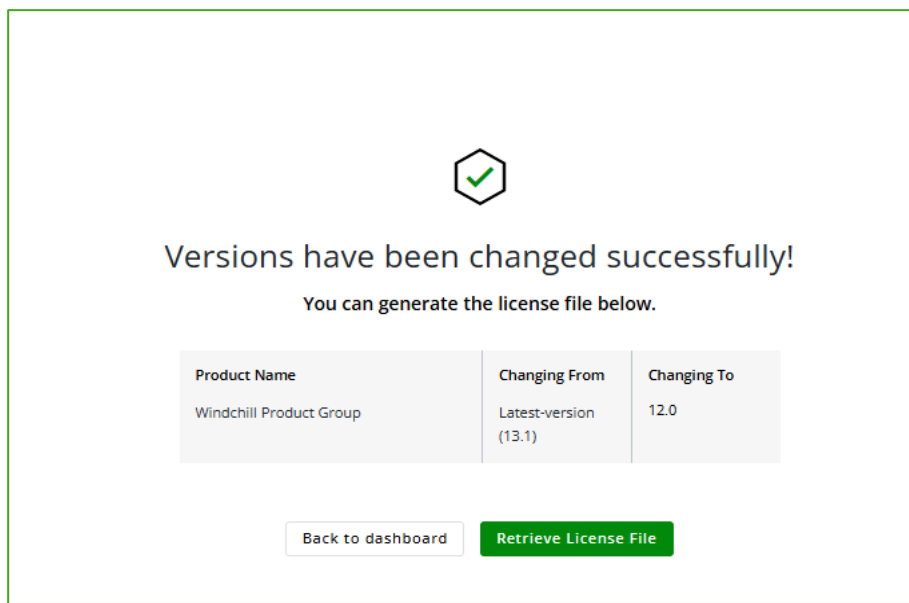 Versions have been changed successfully!
You can generate the license file below.
Product Name
Changing From
Changing To
Windchill Product Group
Latest-version
(13.1)
12.0
Back to dashboard
Retrieve License File